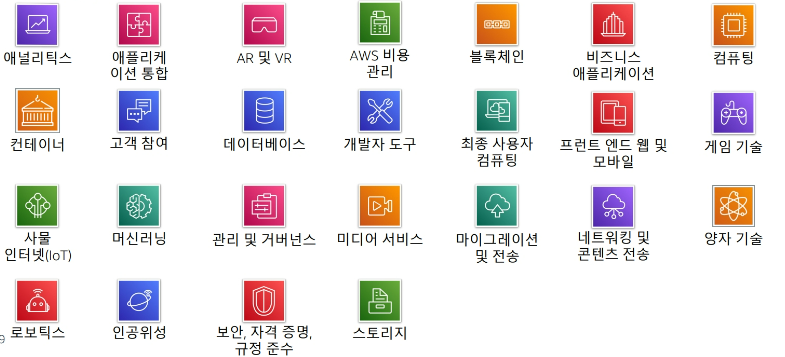 애널리틱스
애플리케
이션 통합
AR 및 VR
AWS 비용
관리
블록체인
비즈니스
애플리케이션
컴퓨팅
컨테이너
고객 참여
데이터베이스
개발자 도구
최종 사용자
컴퓨팅
프런트 엔드 웹 및
모바일
게임 기술
사물
인터넷(IoT)
머신러닝
관리 및 거버넌스
미디어 서비스
마이그레이션
및 전송
네트워킹 및
콘텐츠 전송
양자 기술
로보틱스
인공위성
보안, 자격 증명,
규정 준수
스토리지
9